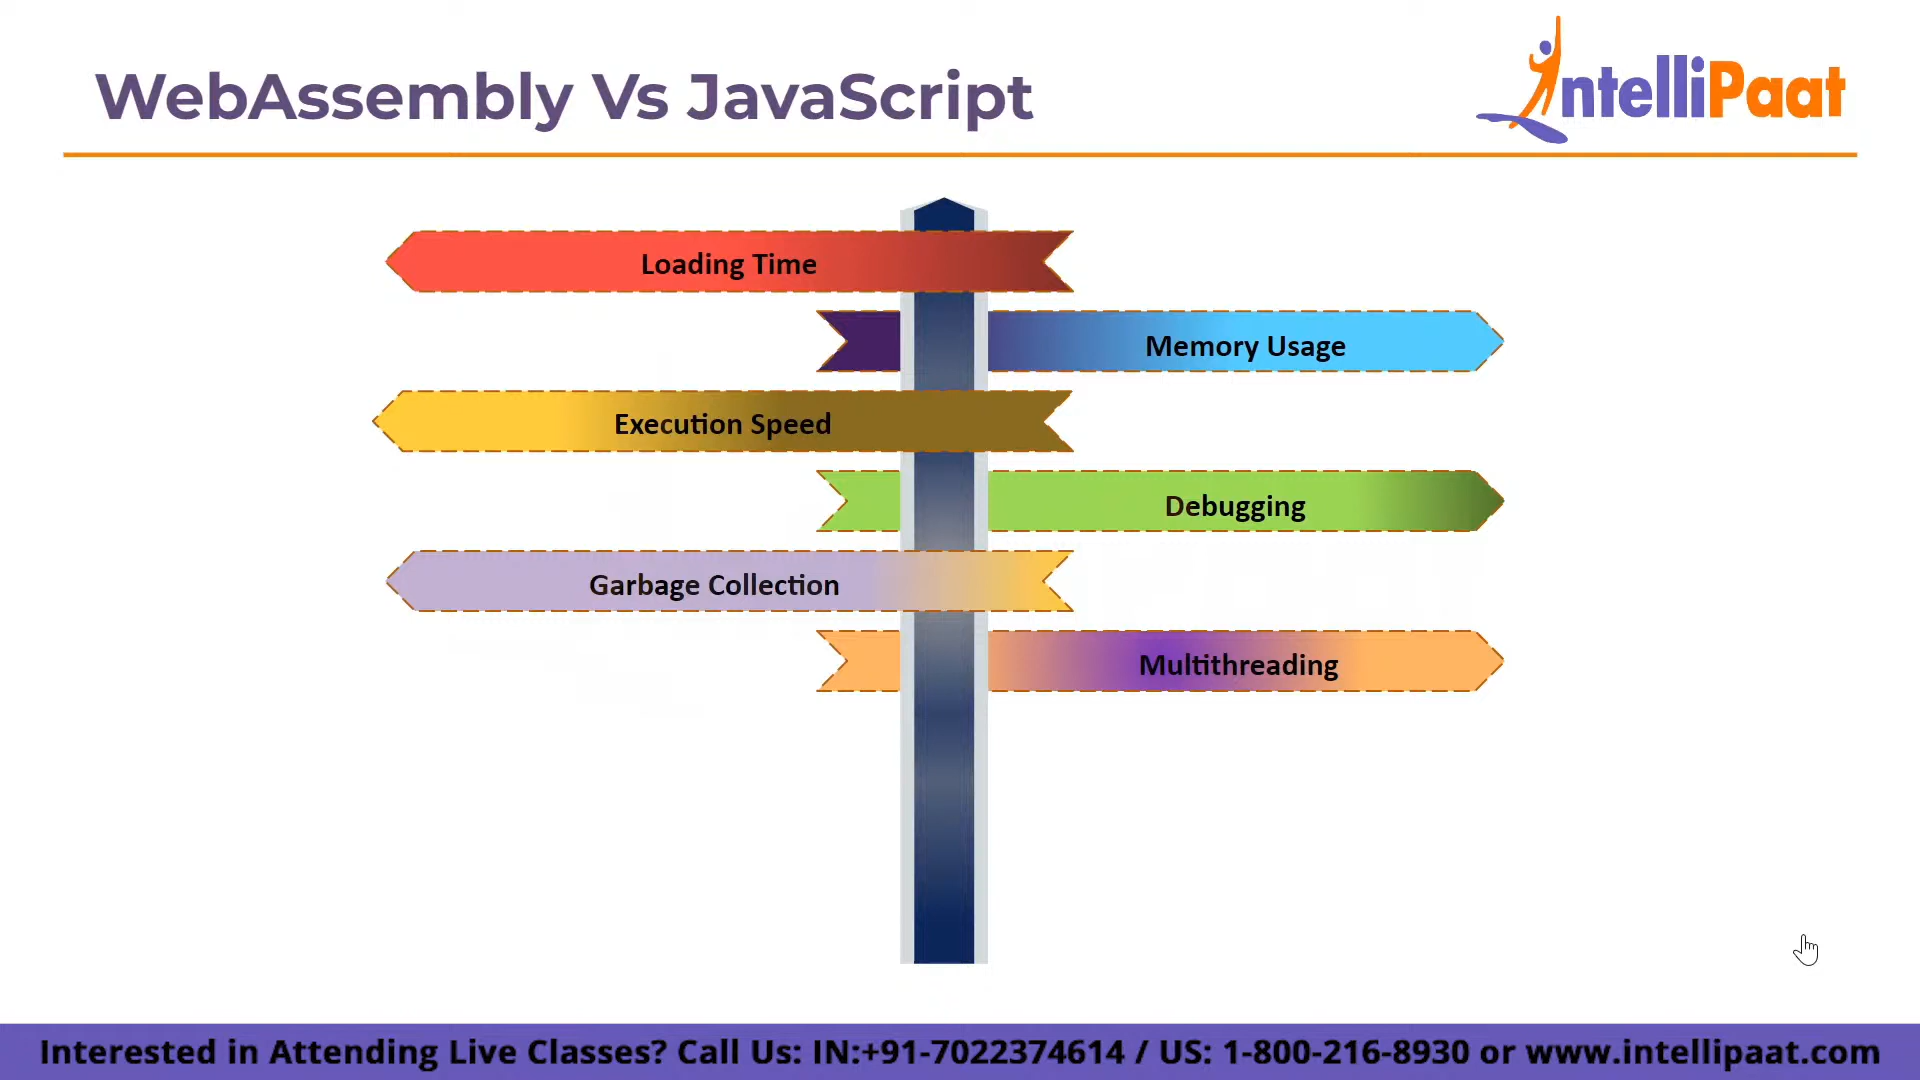 WebAssembly Vs JavaScript
IntelliPaat
Loading Time
Memory Usage
Execution Speed
Debugging
Garbage Collection
Multithreading
Interested in Attending Live Classes? Call Us: IN:+91-7022374614 / US: 1-800-216-8930 or www.intellipaat.com